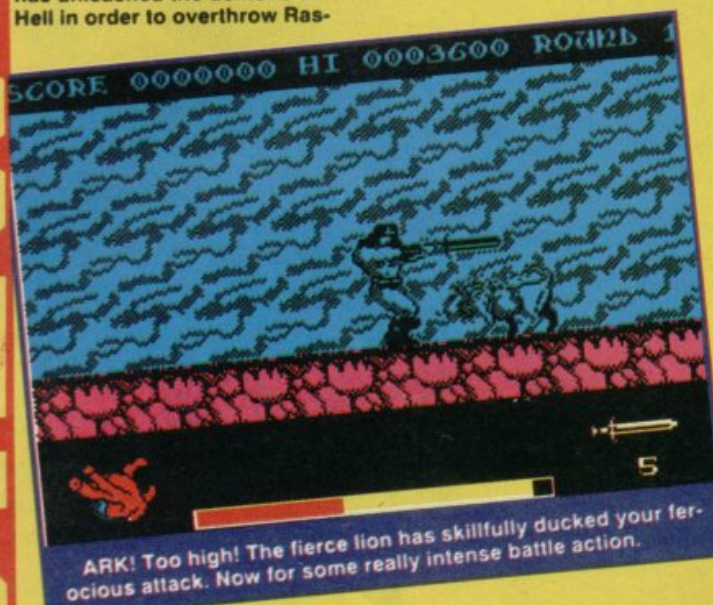 Hell in order to overthrow Ras-
SCORE 0000000 HI 0003600 ROUND 1
5
ARK! Too high! The fierce lion has skillfully ducked your fer-
ocious attack. Now for some really intense battle action.